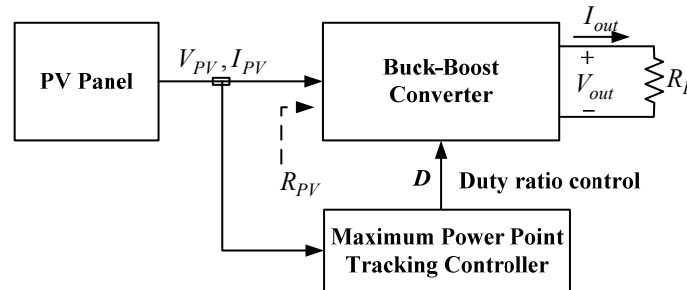 PV Panel
V_PV, I_PV
Buck-Boost
Converter
I_out
+
V_out
−
R_PV
D Duty ratio control
Maximum Power Point
Tracking Controller